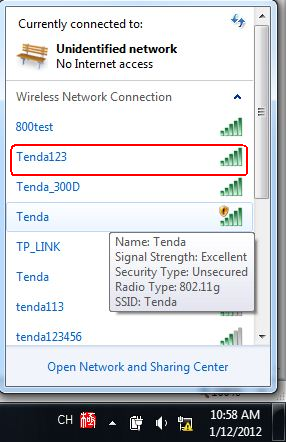 Currently connected to:
Unidentified network
No Internet access
Wireless Network Connection
800test
Tenda123
Tenda_300D
Tenda
TP_LINK
Name: Tenda
Signal Strength: Excellent
Security Type: Unsecured
Radio Type: 802.11g
SSID: Tenda
Tenda
tenda113
tenda123456
Open Network and Sharing Center
CH
10:58 AM
1/12/2012